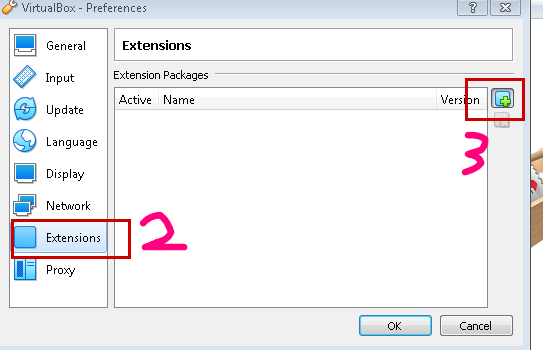 VirtualBox - Preferences
?
General
Input
Update
Language
Display
Network
Extensions
Proxy
Extensions
Extension Packages
Active Name Version
3
2
OK Cancel